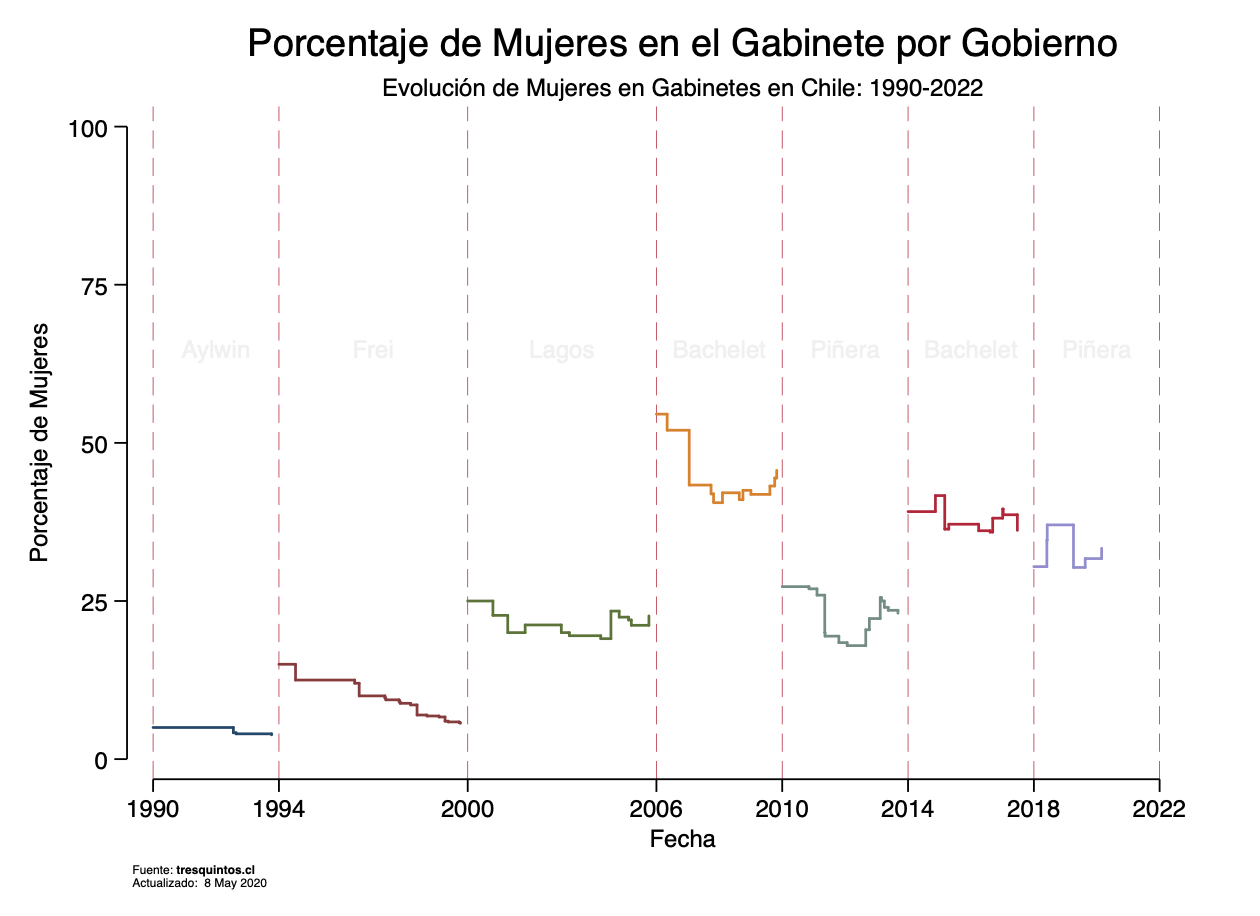 Porcentaje de Mujeres en el Gabinete por Gobierno
Evolución de Mujeres en Gabinetes en Chile: 1990-2022
Porcentaje de Mujeres
100
75
50
25
0
Aylwin Frei Lagos Bachelet Piñera Bachelet Piñera
1990 1994 2000 2006 2010 2014 2018 2022
Fecha
Fuente: tresquintos.cl
Actualizado: 8 May 2020